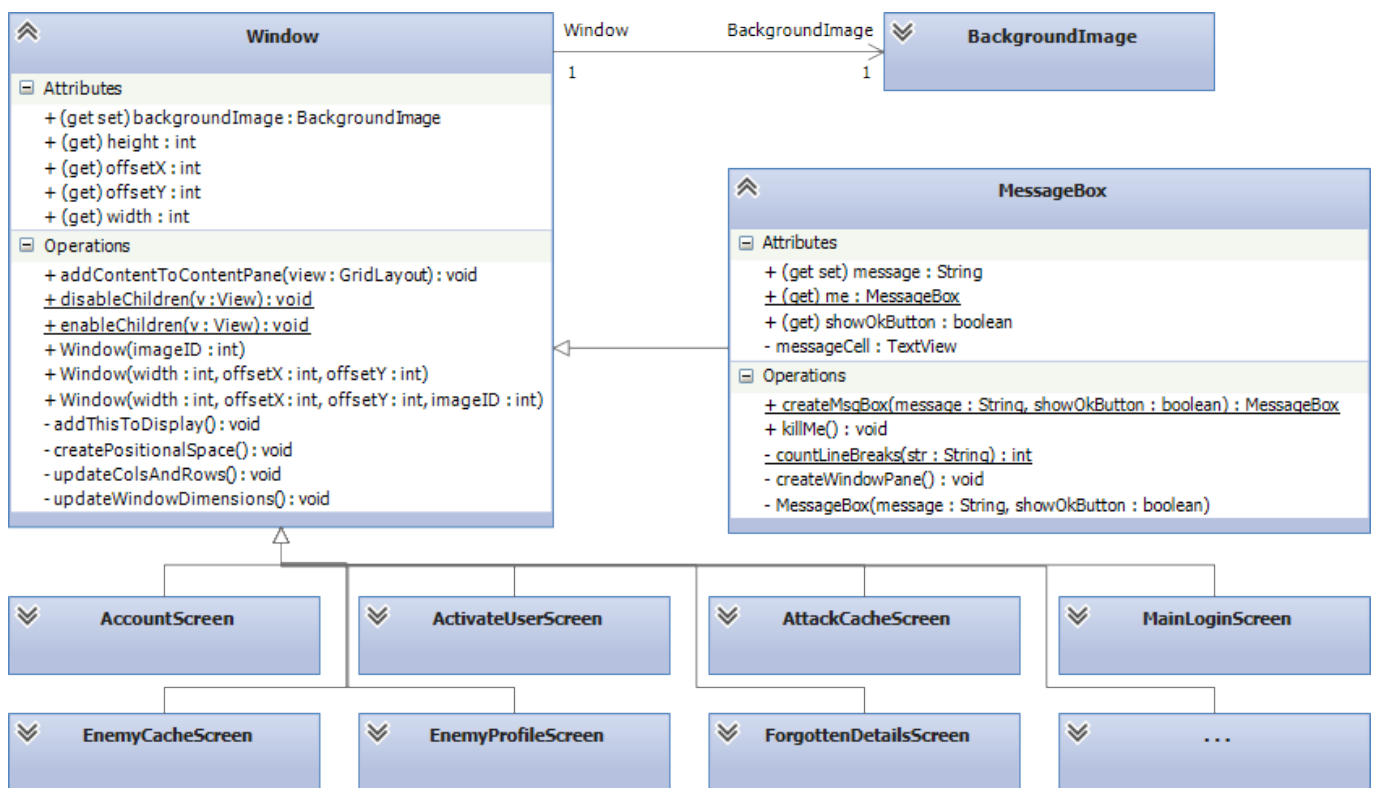 Window
Attributes
+ (get set) backgroundImage : BackgroundImage
+ (get) height : int
+ (get) offsetX : int
+ (get) offsetY : int
+ (get) width : int
Operations
+ addContentToContentPane(view : GridLayout) : void
+ disableChildren(v : View) : void
+ enableChildren(v : View) : void
+ Window(imageID : int)
+ Window(width : int, offsetX : int, offsetY : int)
+ Window(width : int, offsetX : int, offsetY : int, imageID : int)
- addThisToDisplay() : void
- createPositionalSpace() : void
- updateColsAndRows() : void
- updateWindowDimensions() : void
Window BackgroundImage
1 1
BackgroundImage
MessageBox
Attributes
+ (get set) message : String
+ (get) me : MessageBox
+ (get) showOkButton : boolean
- messageCell : TextView
Operations
+ createMsgBox(message : String, showOkButton : boolean) : MessageBox
+ killMe() : void
- countLineBreaks(str : String) : int
- createWindowPane() : void
- MessageBox(message : String, showOkButton : boolean)
AccountScreen
ActivateUserScreen
AttackCacheScreen
MainLoginScreen
EnemyCacheScreen
EnemyProfileScreen
ForgottenDetailsScreen
...